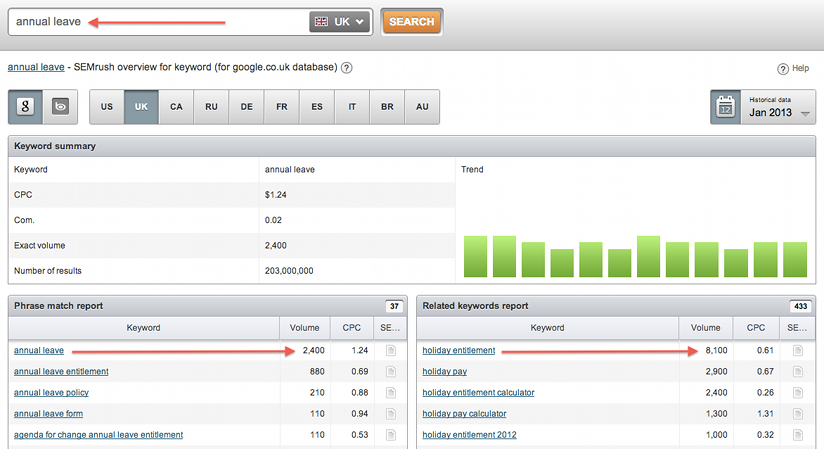 annual leave UK SEARCH
annual leave - SEMrush overview for keyword (for google.co.uk database) ? ? Help
g b US UK CA RU DE FR ES IT BR AU 12 Historical data
Jan 2013
Keyword summary
Keyword annual leave Trend
CPC $1.24
Com. 0.02
Exact volume 2,400
Number of results 203,000,000
Phrase match report 37
Keyword Volume CPC SE...
annual leave 2,400 1.24
annual leave entitlement 880 0.69
annual leave policy 210 0.88
annual leave form 110 0.94
agenda for change annual leave entitlement 110 0.53
Related keywords report 433
Keyword Volume CPC SE...
holiday entitlement 8,100 0.61
holiday pay 2,900 0.67
holiday entitlement calculator 2,400 0.26
holiday pay calculator 1,300 1.31
holiday entitlement 2012 1,000 0.32